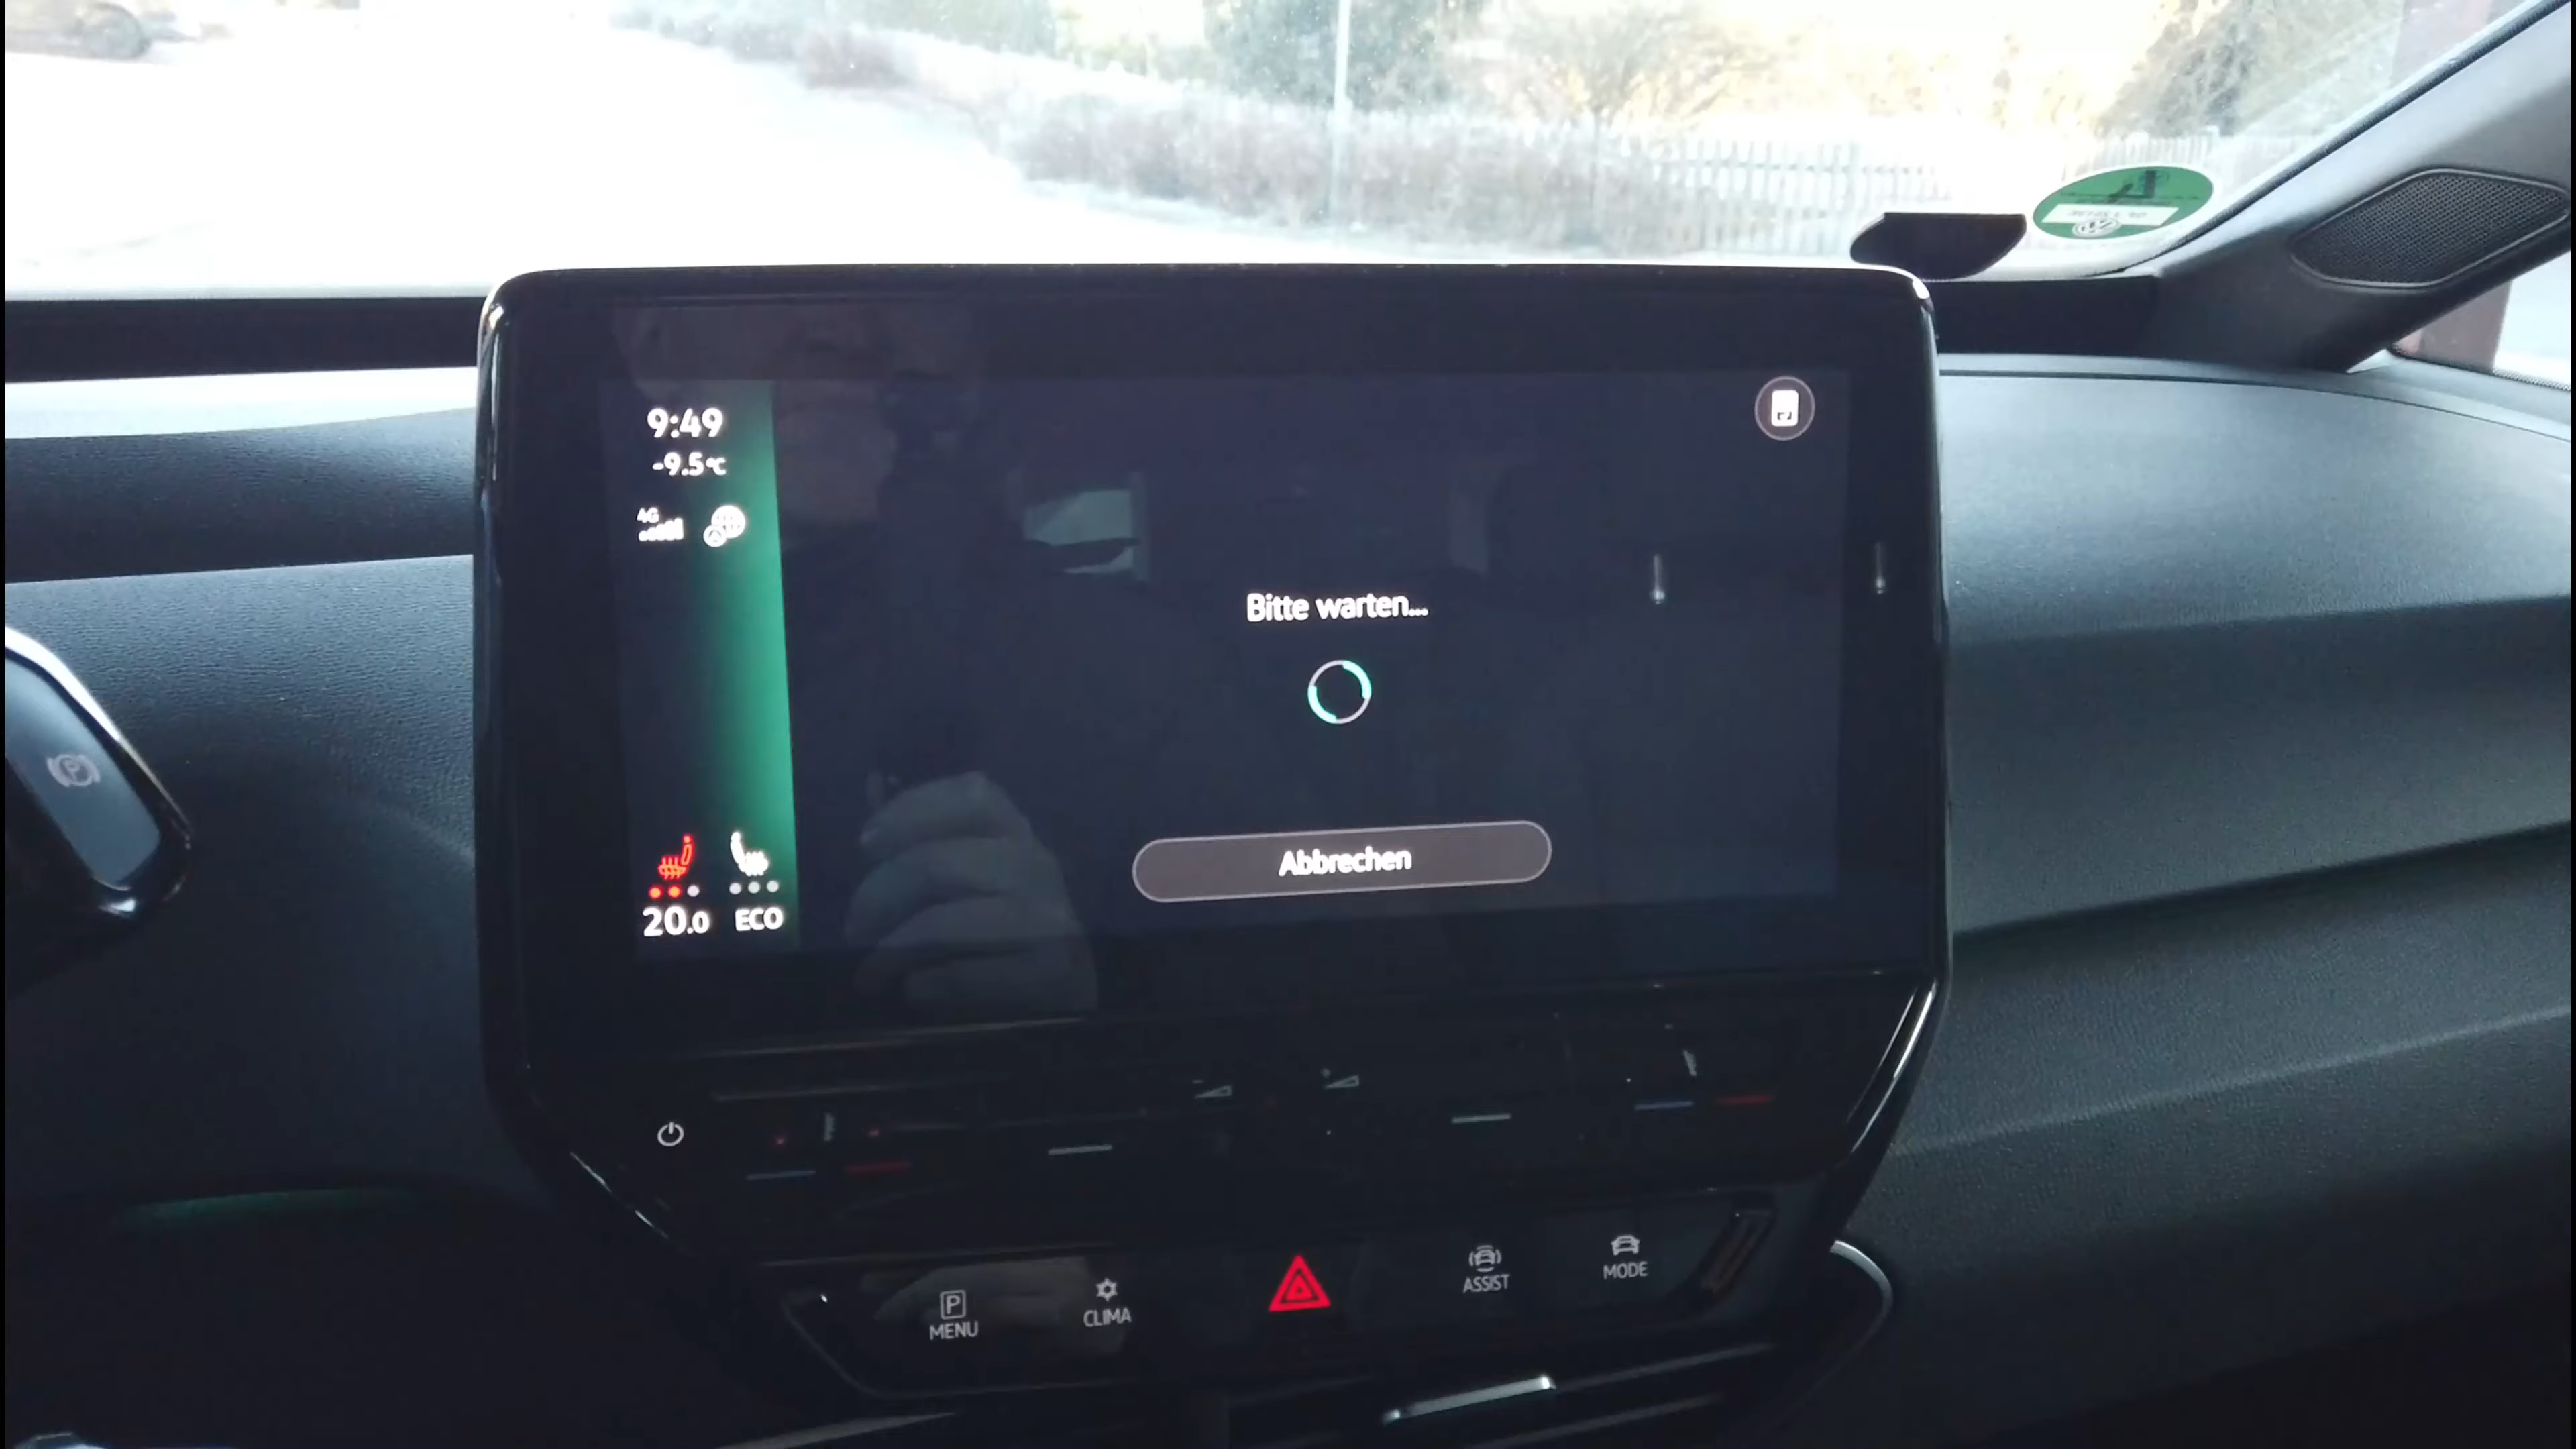 9:49
-9.5°C
4G
Bitte warten...
Abbrechen
20.0 ECO
MENU
CLIMA
ASSIST
MODE